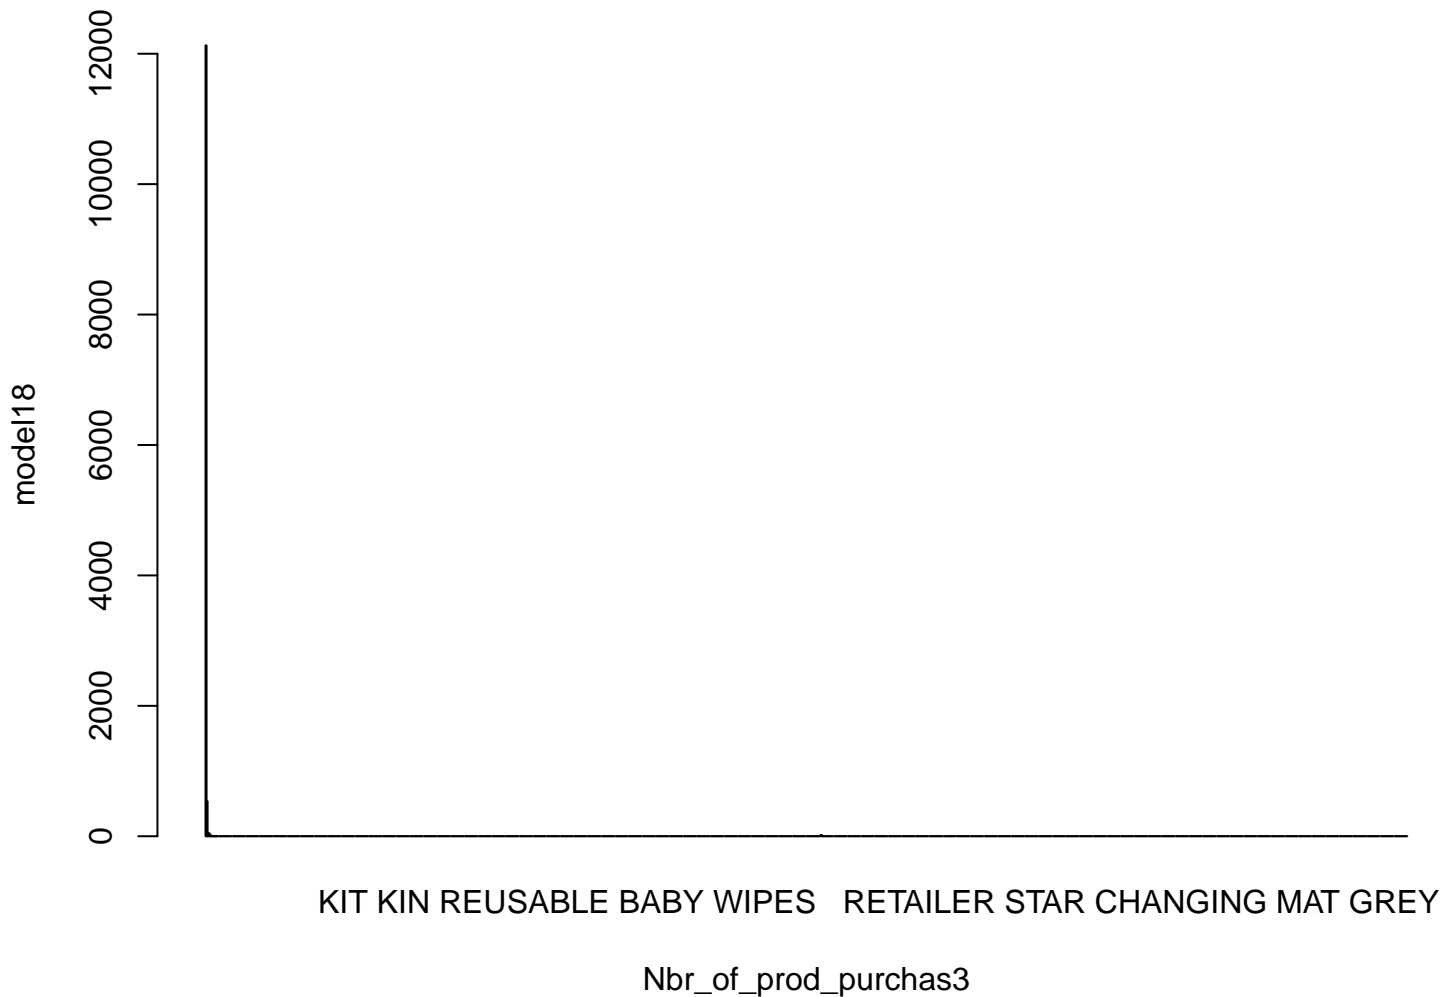 12000
10000
8000
6000
4000
2000
0
model18
KIT KIN REUSABLE BABY WIPES RETAILER STAR CHANGING MAT GREY
Nbr_of_prod_purchas3